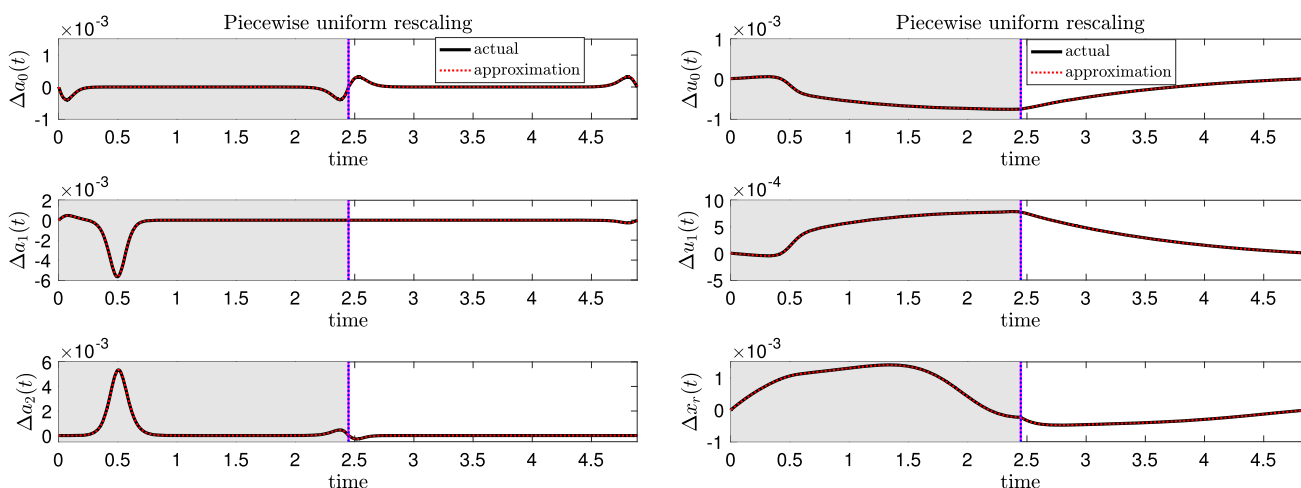 Piecewise uniform rescaling
×10⁻³
Δa₀(t)
1
0
-1
actual
approximation
0 0.5 1 1.5 2 2.5 3 3.5 4 4.5
time
×10⁻³
Δa₁(t)
2
0
-2
-4
-6
0 0.5 1 1.5 2 2.5 3 3.5 4 4.5
time
×10⁻³
Δa₂(t)
6
4
2
0
0 0.5 1 1.5 2 2.5 3 3.5 4 4.5
time
Piecewise uniform rescaling
×10⁻³
Δu₀(t)
1
0
-1
actual
approximation
0 0.5 1 1.5 2 2.5 3 3.5 4 4.5
time
×10⁻⁴
Δu₁(t)
10
5
0
-5
0 0.5 1 1.5 2 2.5 3 3.5 4 4.5
time
×10⁻³
Δxᵣ(t)
1
0
-1
0 0.5 1 1.5 2 2.5 3 3.5 4 4.5
time